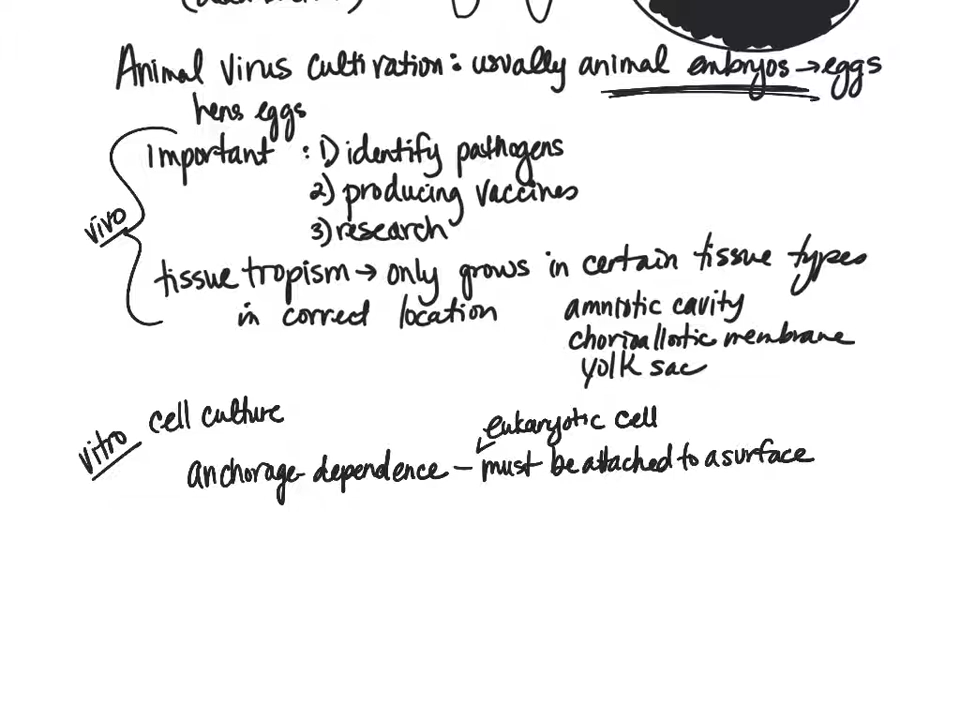 Animal virus cultivation: usually animal embryos → eggs
hens eggs
important : 1) identify pathogens
2) producing vaccines
3) research
vivo
tissue tropism → only grows in certain tissue types
in correct location
amniotic cavity
chorioallotic membrane
yolk sac
vitro
cell culture
eukaryotic cell
anchorage-dependence – must be attached to a surface